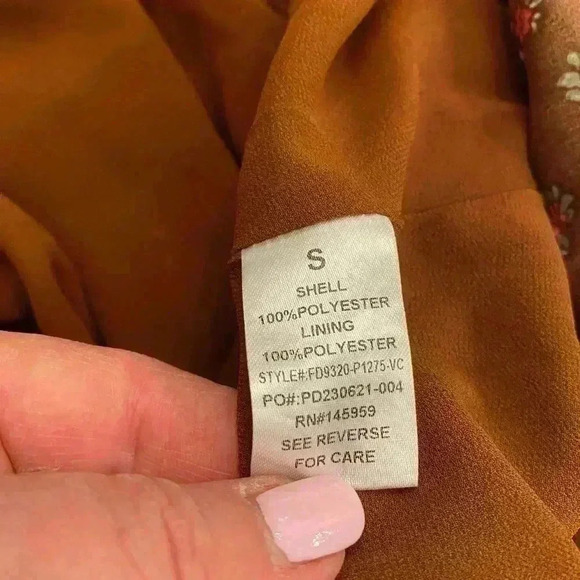 S
SHELL
100%POLYESTER
LINING
100%POLYESTER
STYLE#:FD9320-P1275-VC
PO#:PD230621-004
RN#145959
SEE REVERSE
FOR CARE